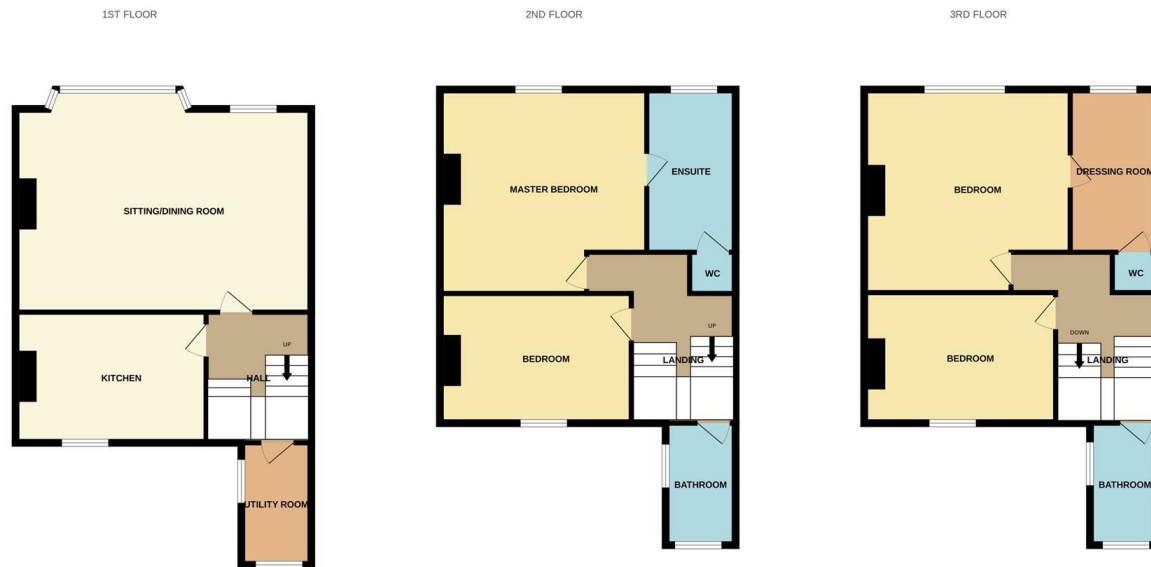 1ST FLOOR
2ND FLOOR
3RD FLOOR
SITTING/DINING ROOM
KITCHEN
HALL
UP
UTILITY ROOM
MASTER BEDROOM
ENSUITE
WC
BEDROOM
LANDING
UP
BATHROOM
BEDROOM
DRESSING ROOM
WC
DOWN
BEDROOM
LANDING
BATHROOM